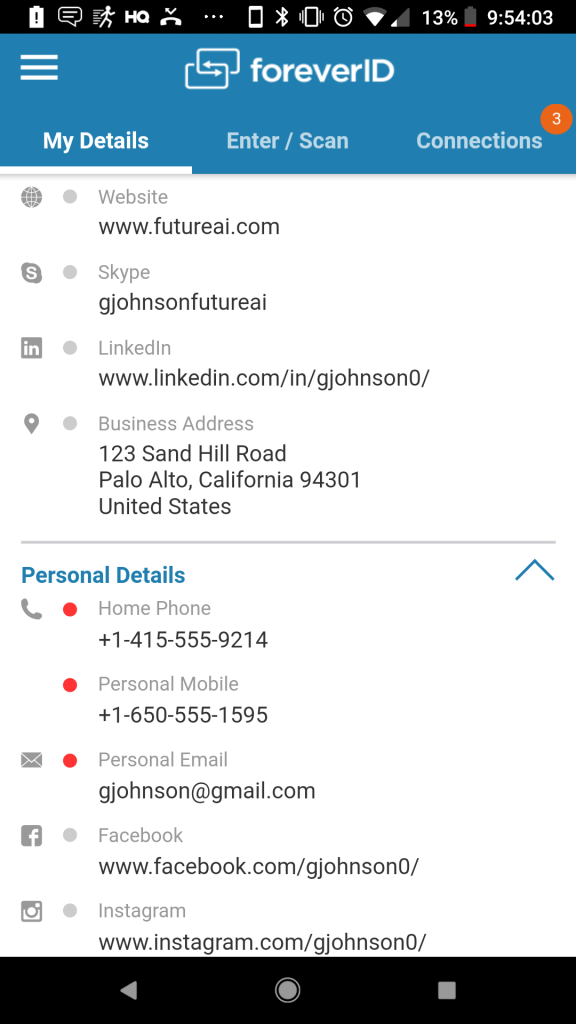 HQ ... 13% 9:54:03
foreverID
My Details Enter / Scan Connections 3
Website
www.futureai.com
Skype
gjohnsonfutureai
LinkedIn
www.linkedin.com/in/gjohnson0/
Business Address
123 Sand Hill Road
Palo Alto, California 94301
United States
Personal Details
Home Phone
+1-415-555-9214
Personal Mobile
+1-650-555-1595
Personal Email
gjohnson@gmail.com
Facebook
www.facebook.com/gjohnson0/
Instagram
www.instagram.com/gjohnson0/